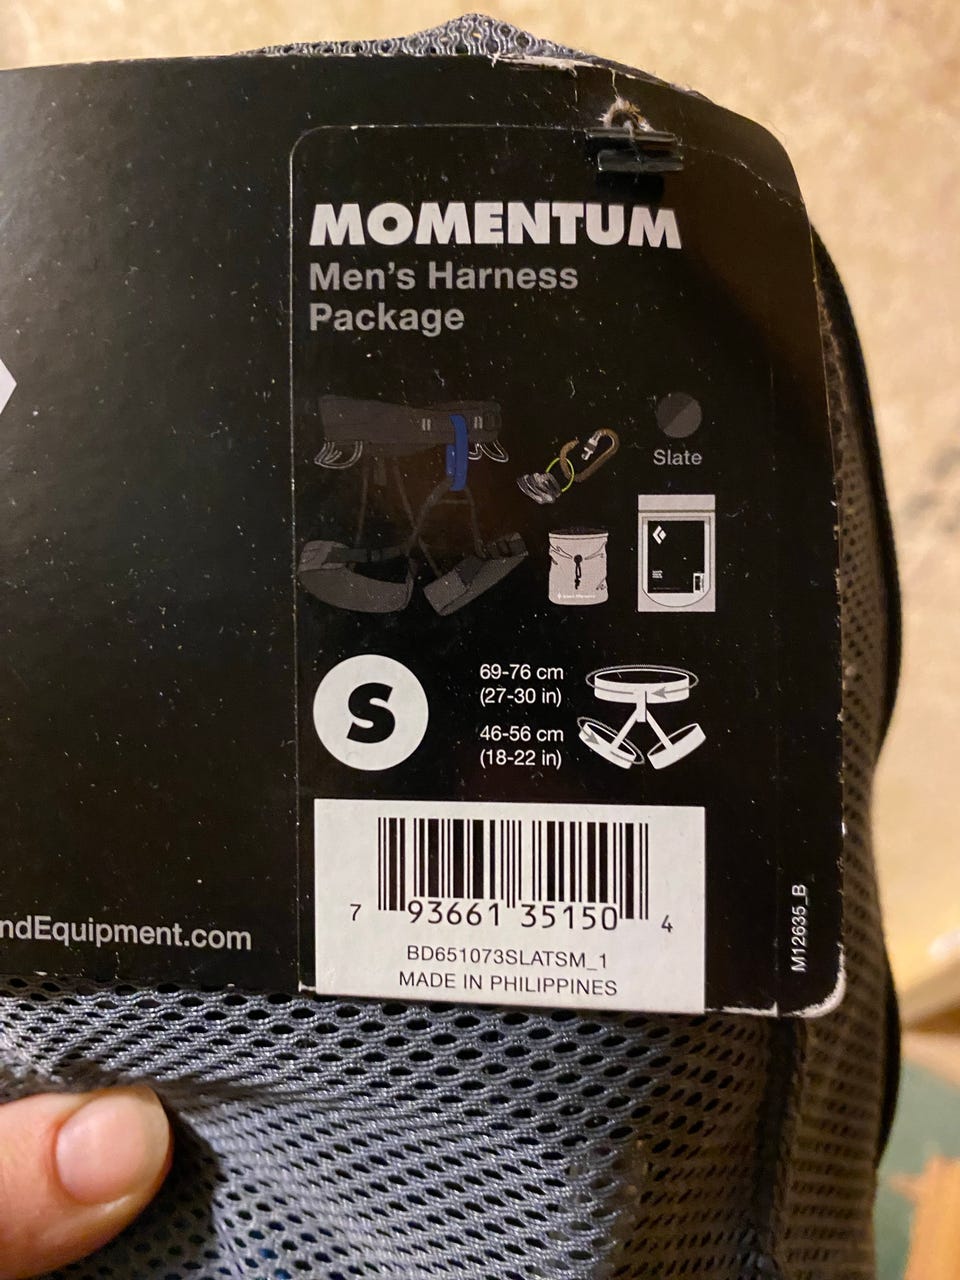 MOMENTUM
Men's Harness
Package
Slate
S
69-76 cm
(27-30 in)
46-56 cm
(18-22 in)
7 93661 35150 4
BD651073SLATSM_1
MADE IN PHILIPPINES
M12635_B
ndEquipment.com